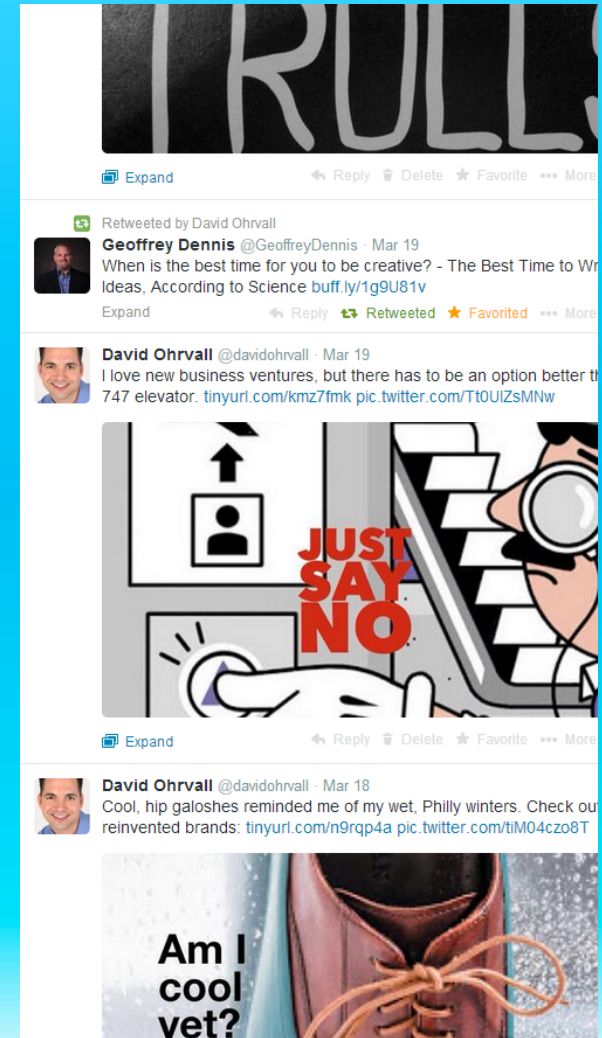 TRULLS
Expand Reply Delete Favorite More
Retweeted by David Ohrvall
Geoffrey Dennis @GeoffreyDennis · Mar 19
When is the best time for you to be creative? - The Best Time to
Ideas, According to Science buff.ly/1g9U81v
Expand Reply Retweeted Favorited More
David Ohrvall @davidohrvall · Mar 19
I love new business ventures, but there has to be an option better
747 elevator. tinyurl.com/kmz7fmk pic.twitter.com/Tt0UlZsMNw
JUST
SAY
NO
Expand Reply Delete Favorite More
David Ohrvall @davidohrvall · Mar 18
Cool, hip galoshes reminded me of my wet, Philly winters. Check out
reinvented brands: tinyurl.com/n9rqp4a pic.twitter.com/tiM04czo8T
Am I
cool
yet?